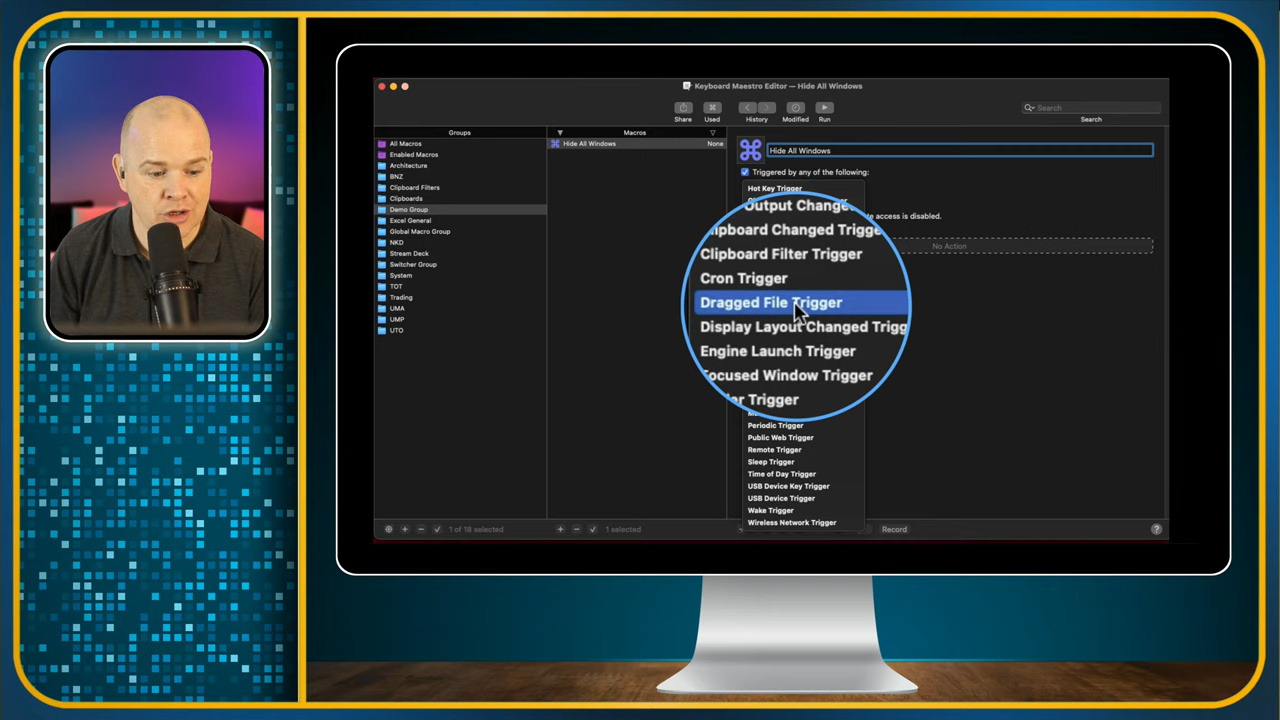 Keyboard Maestro Editor — Hide All Windows
Share
Used
History
Modified
Run
Search
Search
Groups
Macros
All Macros
Enabled Macros
Architecture
BNZ
Clipboard Filters
Clipboards
Demo Group
Excel General
Global Macro Group
NKD
Stream Deck
Switcher Group
System
TOT
Trading
UMA
UMP
UTO
Hide All Windows
None
Hide All Windows
Triggered by any of the following:
Hot Key Trigger
access is disabled.
No Action
Output Change
Clipboard Changed Trigge
Clipboard Filter Trigger
Cron Trigger
Dragged File Trigger
Display Layout Changed Trigg
Engine Launch Trigger
Focused Window Trigger
Trigger
Periodic Trigger
Public Web Trigger
Remote Trigger
Sleep Trigger
Time of Day Trigger
USB Device Key Trigger
USB Device Trigger
Wake Trigger
Wireless Network Trigger
1 of 18 selected
1 selected
Record
?